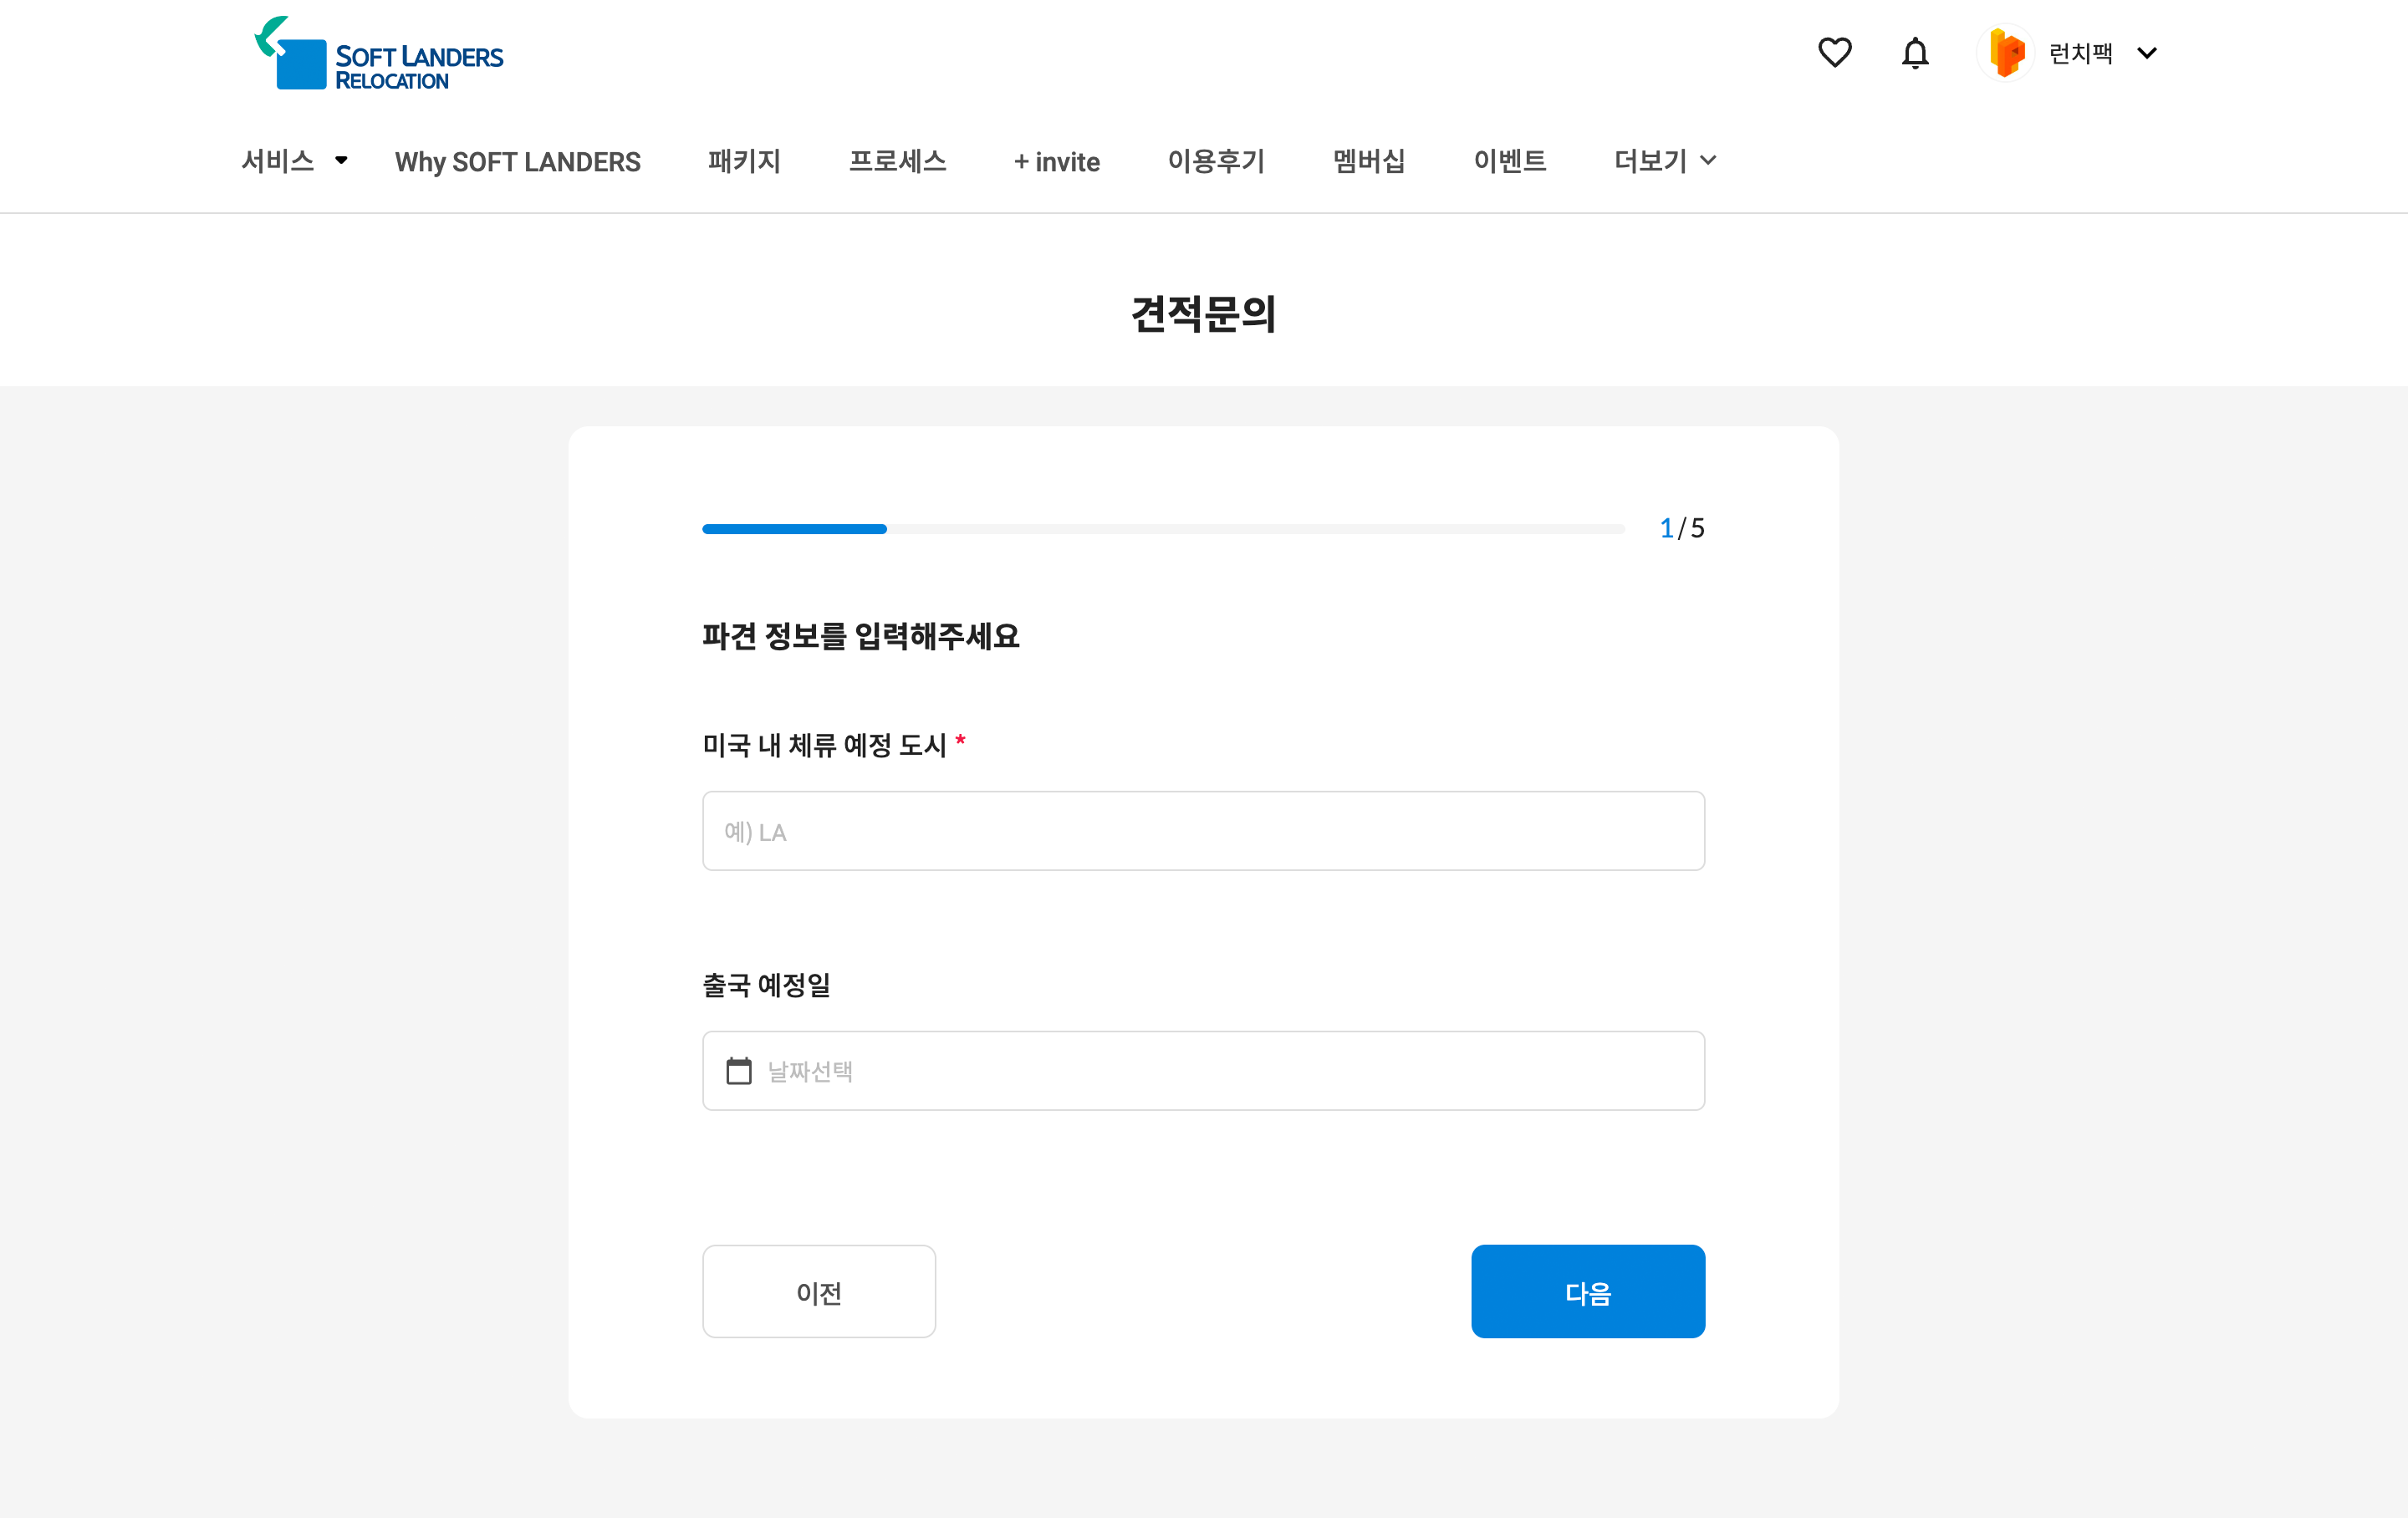 SOFT LANDERS
RELOCATION
런치팩
서비스 Why SOFT LANDERS 패키지 프로세스 + invite 이용후기 멤버십 이벤트 더보기
견적문의
1/5
파견 정보를 입력해주세요
미국 내 체류 예정 도시 *
예) LA
출국 예정일
날짜선택
이전 다음